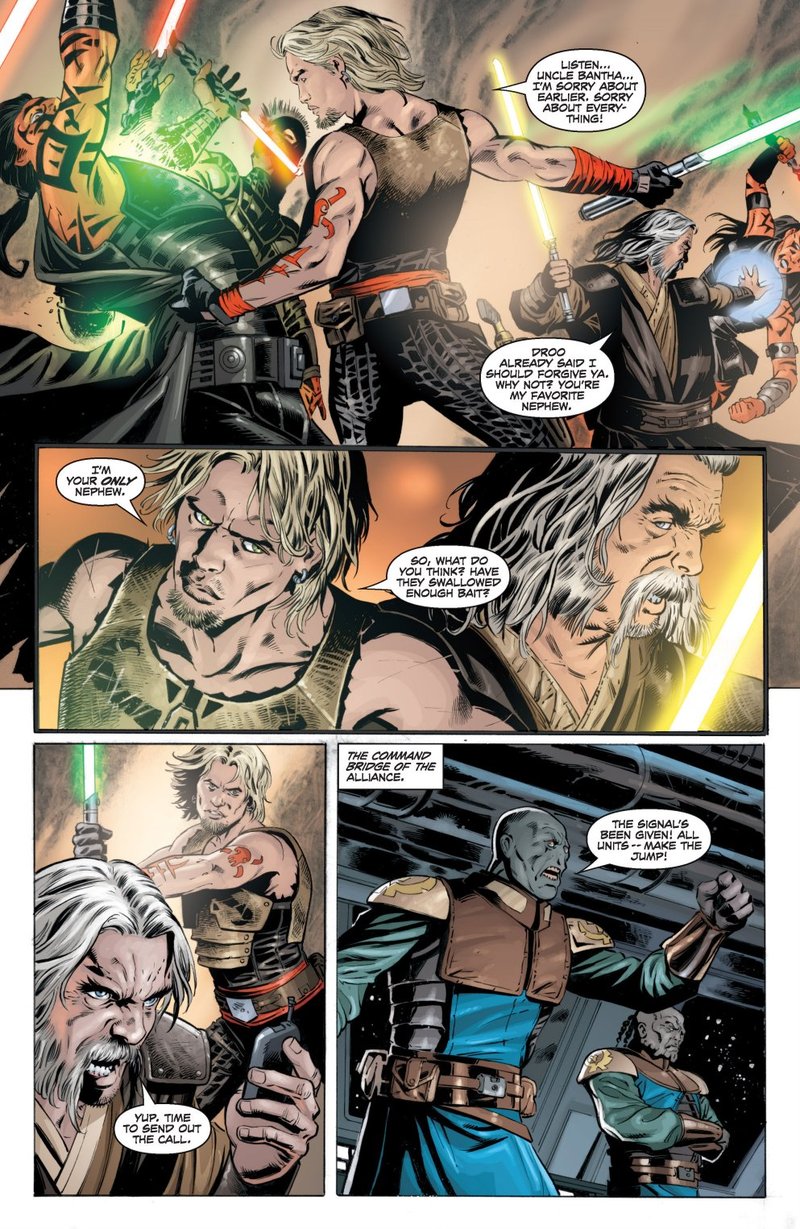 LISTEN...
UNCLE BANTHA...
I'M SORRY ABOUT
EARLIER. SORRY
ABOUT EVERY-
THING!
DROO
ALREADY SAID I
SHOULD FORGIVE YA.
WHY NOT? YOU'RE
MY FAVORITE
NEPHEW.
I'M
YOUR ONLY
NEPHEW.
SO, WHAT DO
YOU THINK? HAVE
THEY SWALLOWED
ENOUGH BAIT?
YUP. TIME
TO SEND OUT
THE CALL.
THE COMMAND
BRIDGE OF THE
ALLIANCE.
THE SIGNAL'S
BEEN GIVEN! ALL
UNITS -- MAKE THE
JUMP!